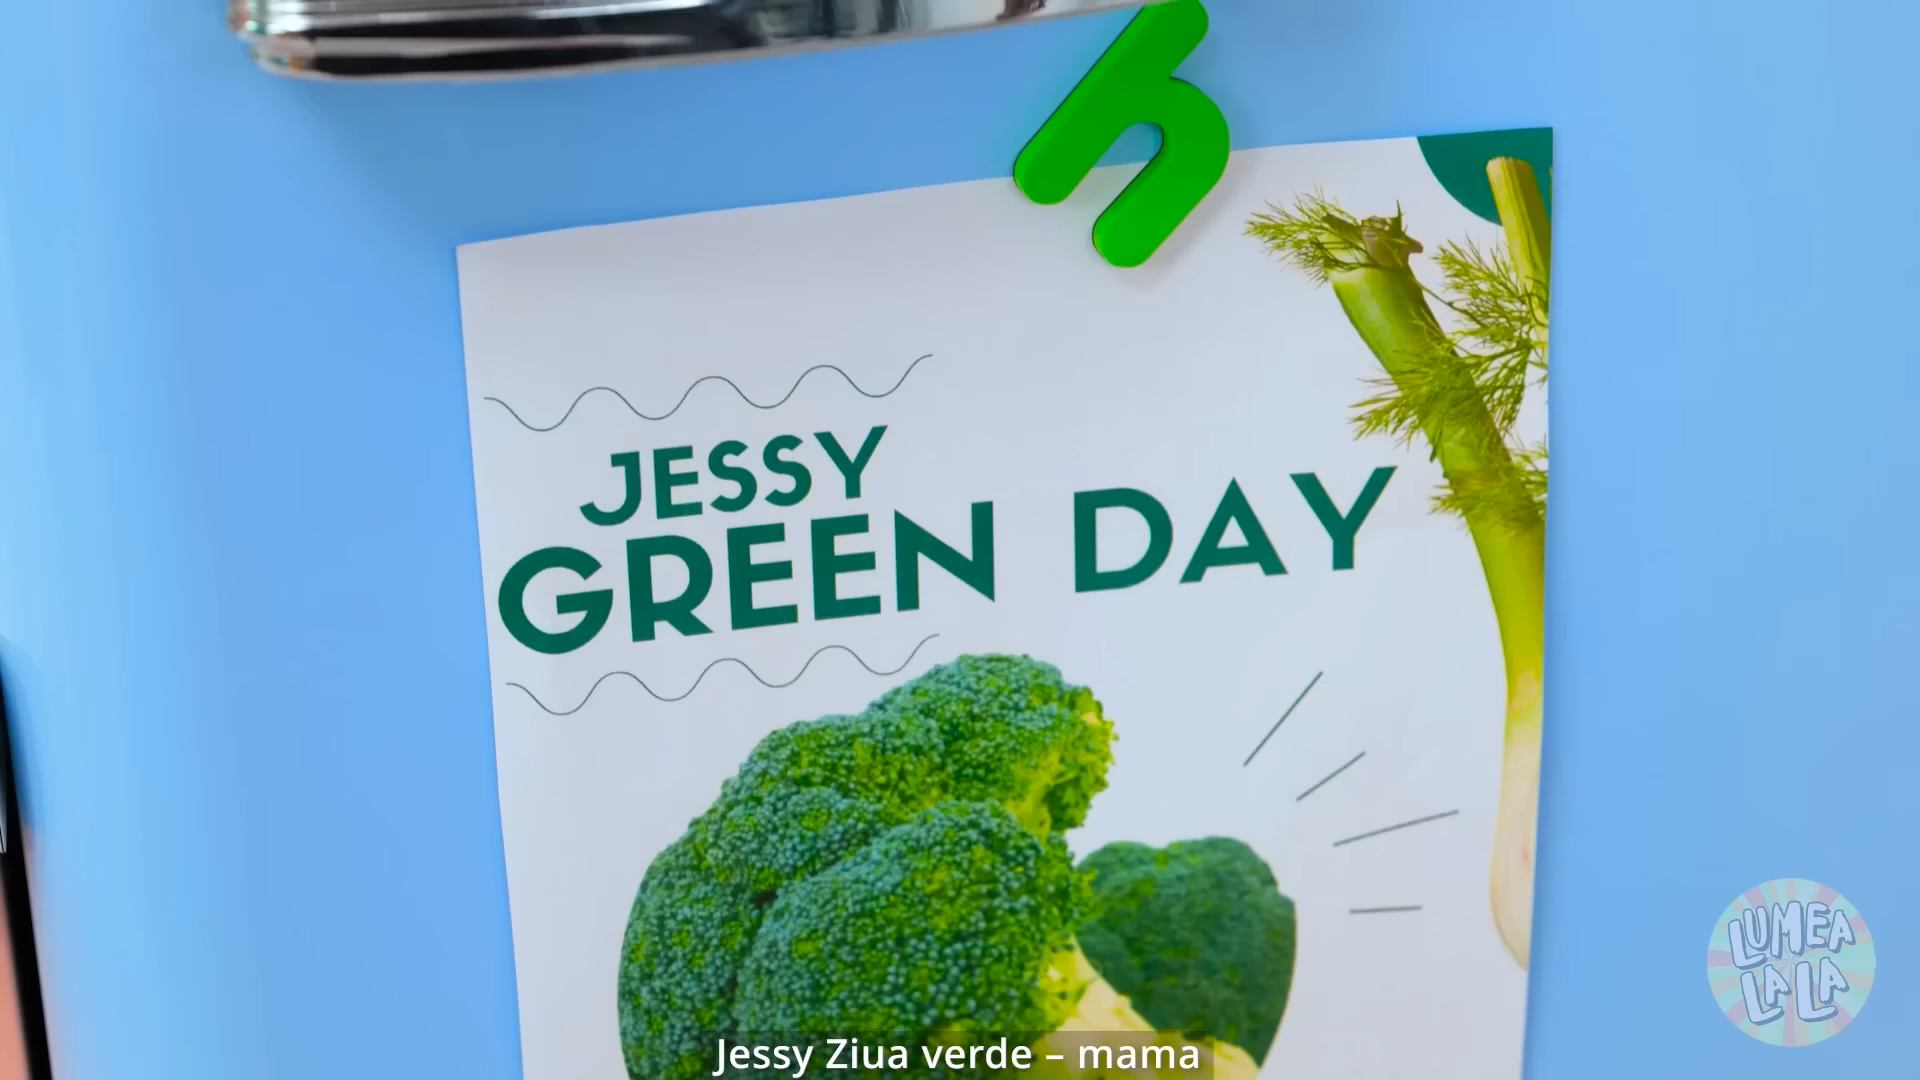 h
JESSY
GREEN DAY
LUMEA
LA LA
Jessy Ziua verde – mama